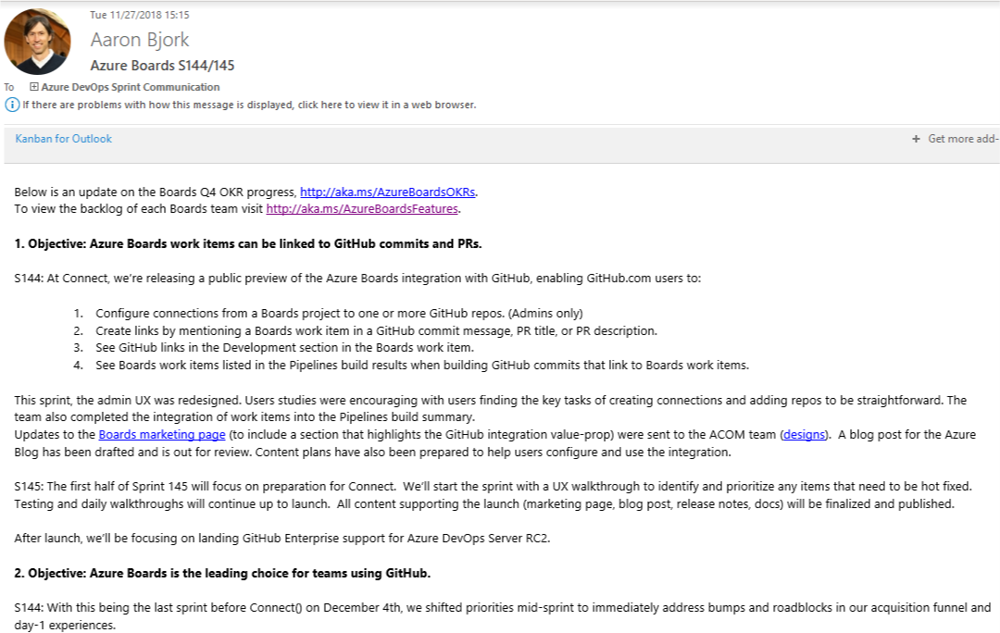 Tue 11/27/2018 15:15
Aaron Bjork
Azure Boards S144/145
To Azure DevOps Sprint Communication
If there are problems with how this message is displayed, click here to view it in a web browser.
Kanban for Outlook + Get more add-
Below is an update on the Boards Q4 OKR progress, http://aka.ms/AzureBoardsOKRs.
To view the backlog of each Boards team visit http://aka.ms/AzureBoardsFeatures.
1. Objective: Azure Boards work items can be linked to GitHub commits and PRs.
S144: At Connect, we're releasing a public preview of the Azure Boards integration with GitHub, enabling GitHub.com users to:
1. Configure connections from a Boards project to one or more GitHub repos. (Admins only)
2. Create links by mentioning a Boards work item in a GitHub commit message, PR title, or PR description.
3. See GitHub links in the Development section in the Boards work item.
4. See Boards work items listed in the Pipelines build results when building GitHub commits that link to Boards work items.
This sprint, the admin UX was redesigned. Users studies were encouraging with users finding the key tasks of creating connections and adding repos to be straightforward. The
team also completed the integration of work items into the Pipelines build summary.
Updates to the Boards marketing page (to include a section that highlights the GitHub integration value-prop) were sent to the ACOM team (designs). A blog post for the Azure
Blog has been drafted and is out for review. Content plans have also been prepared to help users configure and use the integration.
S145: The first half of Sprint 145 will focus on preparation for Connect. We'll start the sprint with a UX walkthrough to identify and prioritize any items that need to be hot fixed.
Testing and daily walkthroughs will continue up to launch. All content supporting the launch (marketing page, blog post, release notes, docs) will be finalized and published.
After launch, we'll be focusing on landing GitHub Enterprise support for Azure DevOps Server RC2.
2. Objective: Azure Boards is the leading choice for teams using GitHub.
S144: With this being the last sprint before Connect() on December 4th, we shifted priorities mid-sprint to immediately address bumps and roadblocks in our acquisition funnel and
day-1 experiences.